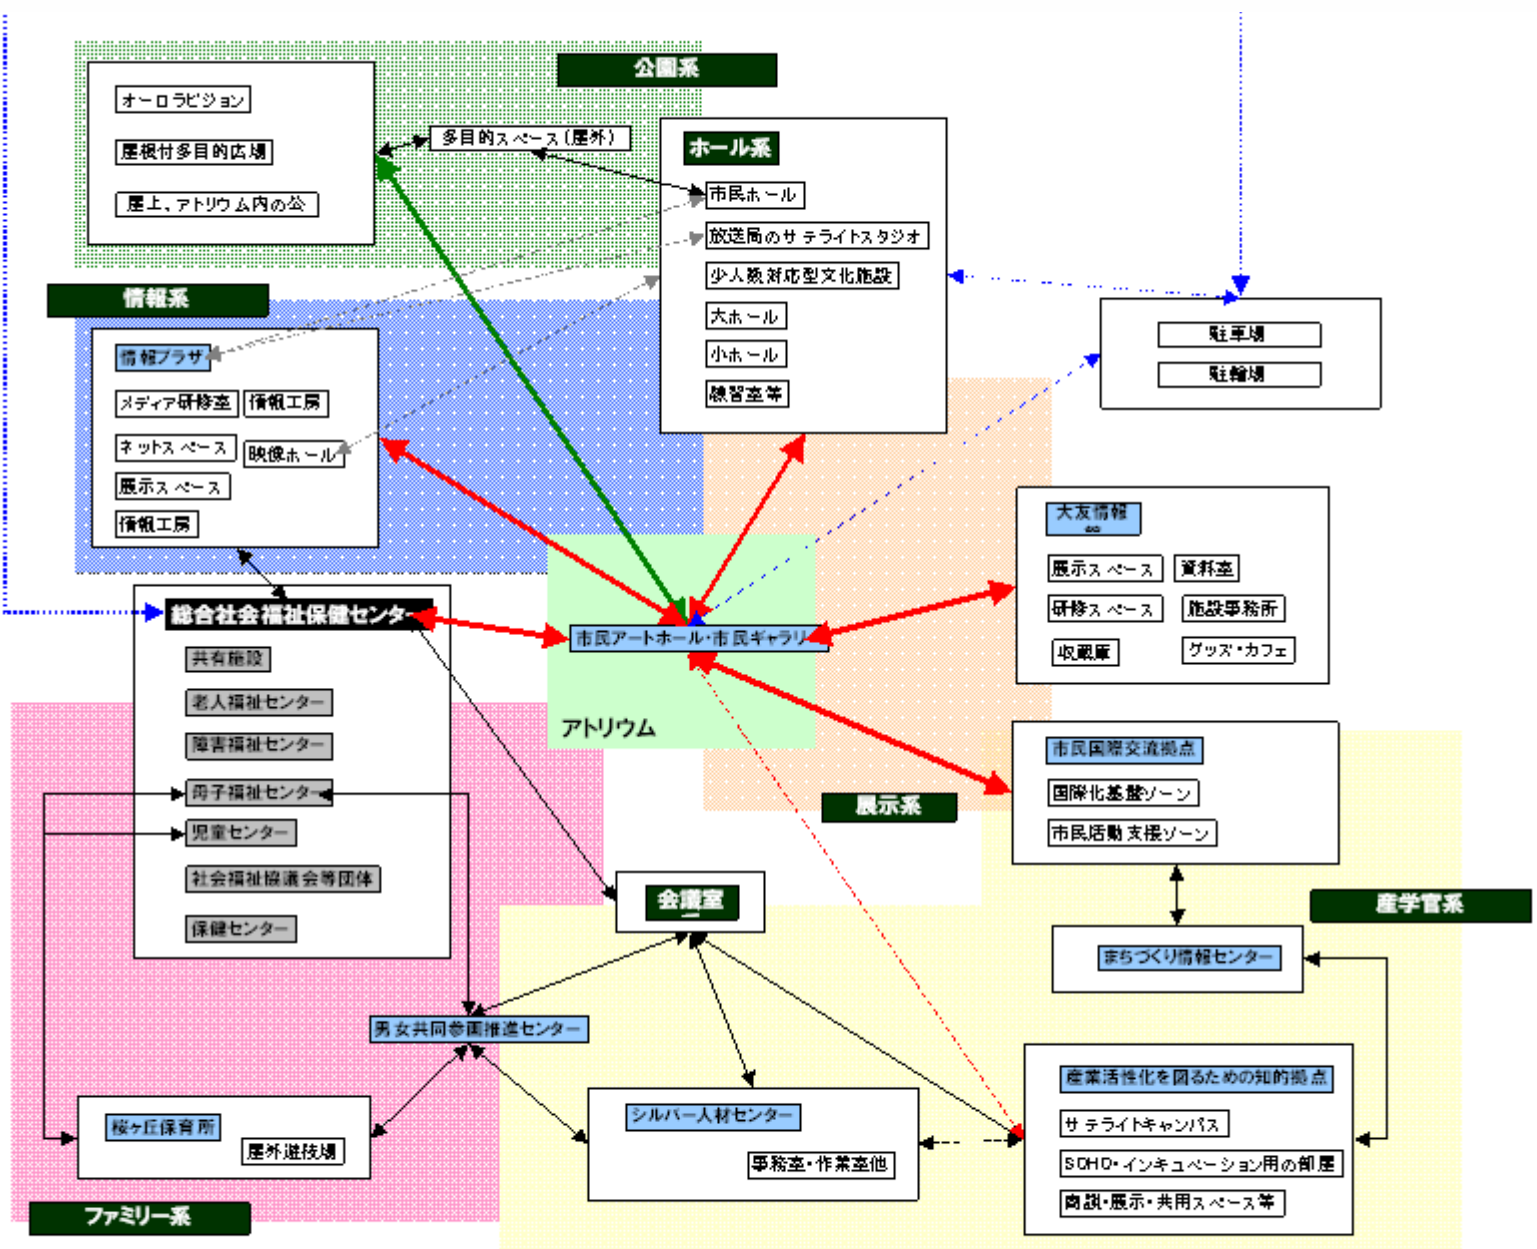 公園系
オーロラビジョン
屋根付多目的広場
屋上、アトリウム内の公
多目的スペース(屋外)
ホール系
市民ホール
放送局のサテライトスタジオ
少人数対応型文化施設
大ホール
小ホール
練習室等
駐車場
駐輪場
情報系
情報プラザ
メディア研修室
情報工房
ネットスペース
映像ホール
展示スペース
情報工房
大友情報
展示スペース
資料室
研修スペース
施設事務所
収蔵庫
グッズ・カフェ
総合社会福祉保健センター
共有施設
老人福祉センター
障害福祉センター
母子福祉センター
児童センター
社会福祉協議会等団体
保健センター
市民アートホール・市民ギャラリー
アトリウム
展示系
市民国際交流拠点
国際化基盤ゾーン
市民活動支援ゾーン
会議室
産学官系
まちづくり情報センター
男女共同参画推進センター
桜ヶ丘保育所
屋外遊技場
シルバー人材センター
事務室・作業室他
産業活性化を図るための知的拠点
サテライトキャンパス
SOHO・インキュベーション用の部屋
商談・展示・共用スペース等
ファミリー系